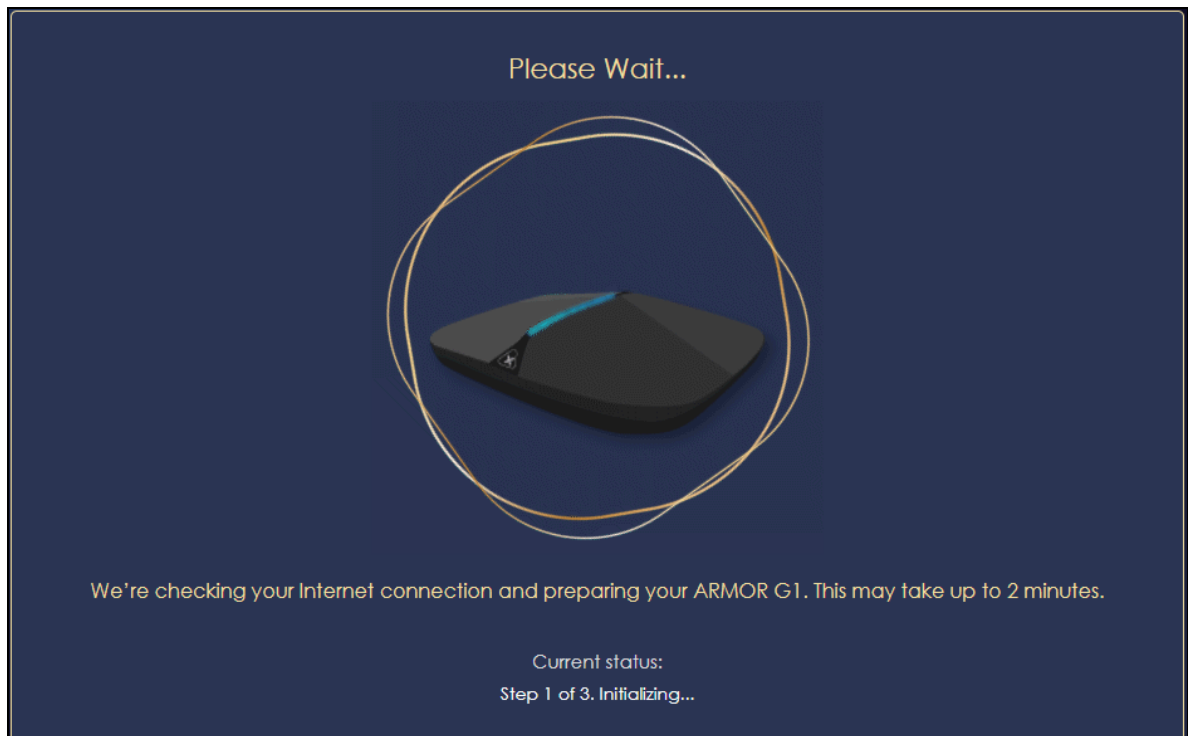 Please Wait...
We're checking your Internet connection and preparing your ARMOR G1. This may take up to 2 minutes.
Current status:
Step 1 of 3. Initializing...